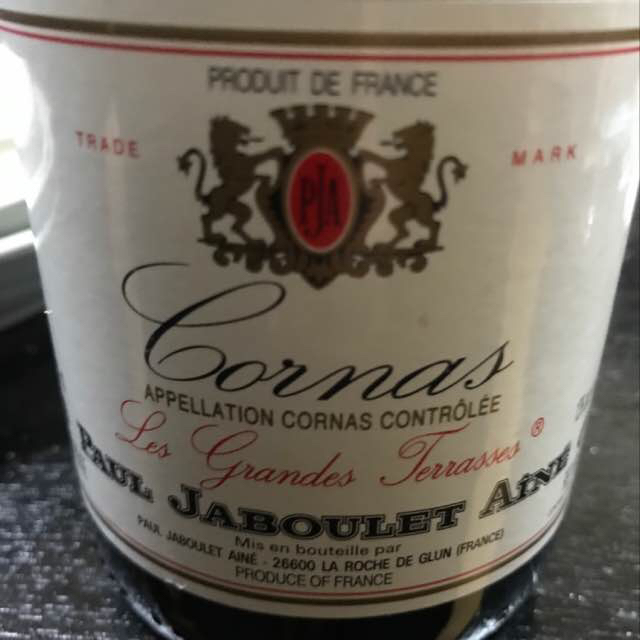 PRODUIT DE FRANCE
TRADE MARK
PJA
Cornas
APPELLATION CORNAS CONTRÔLÉE
Les Grandes Terrasses ®
PAUL JABOULET AÎNÉ
Mis en bouteille par
PAUL JABOULET AINÉ - 26600 LA ROCHE DE GLUN (FRANCE)
PRODUCE OF FRANCE